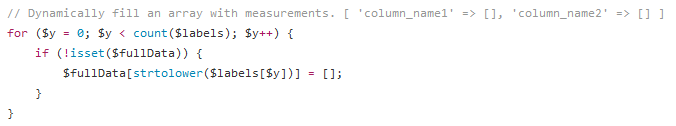 // Dynamically fill an array with measurements. [ 'column_name1' => [], 'column_name2' => [] ]
for ($y = 0; $y < count($labels); $y++) {
    if (!isset($fullData)) {
        $fullData[strtolower($labels[$y])] = [];
    }
}